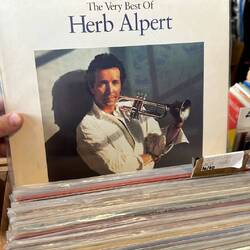 The Very Best Of
Herb Alpert